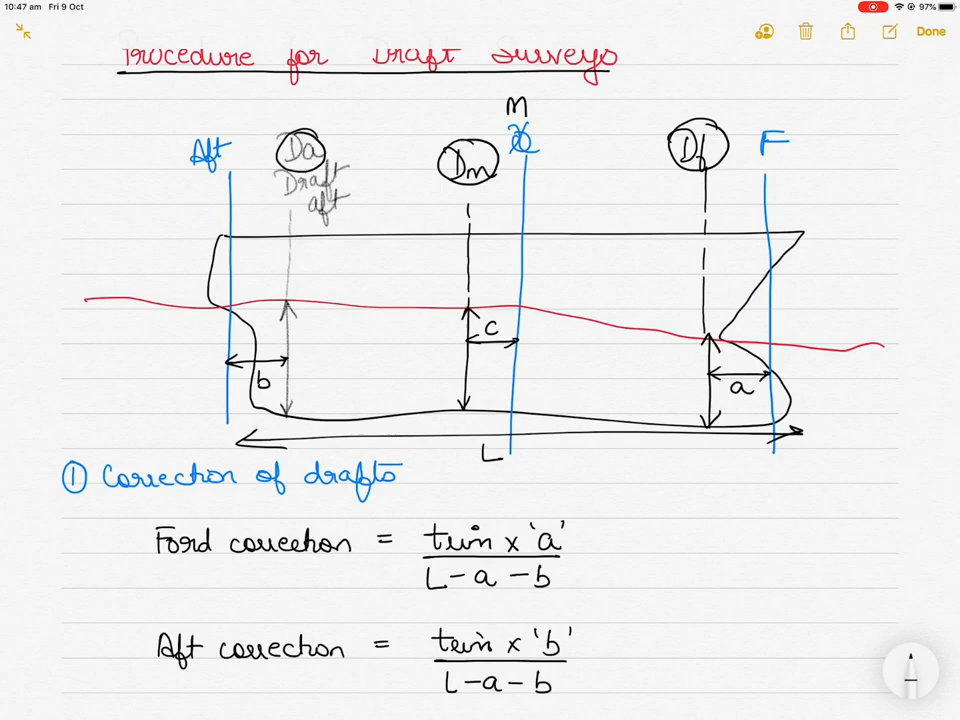 10:47 am Fri 9 Oct
97%
Done
Procedure for Draft Surveys
M
Aft Da Dm Df F
Draft
aft
c
b
a
L
① Correction of drafts
Ford correction = trim x 'a'
L - a - b
Aft correction = trim x 'b'
L - a - b